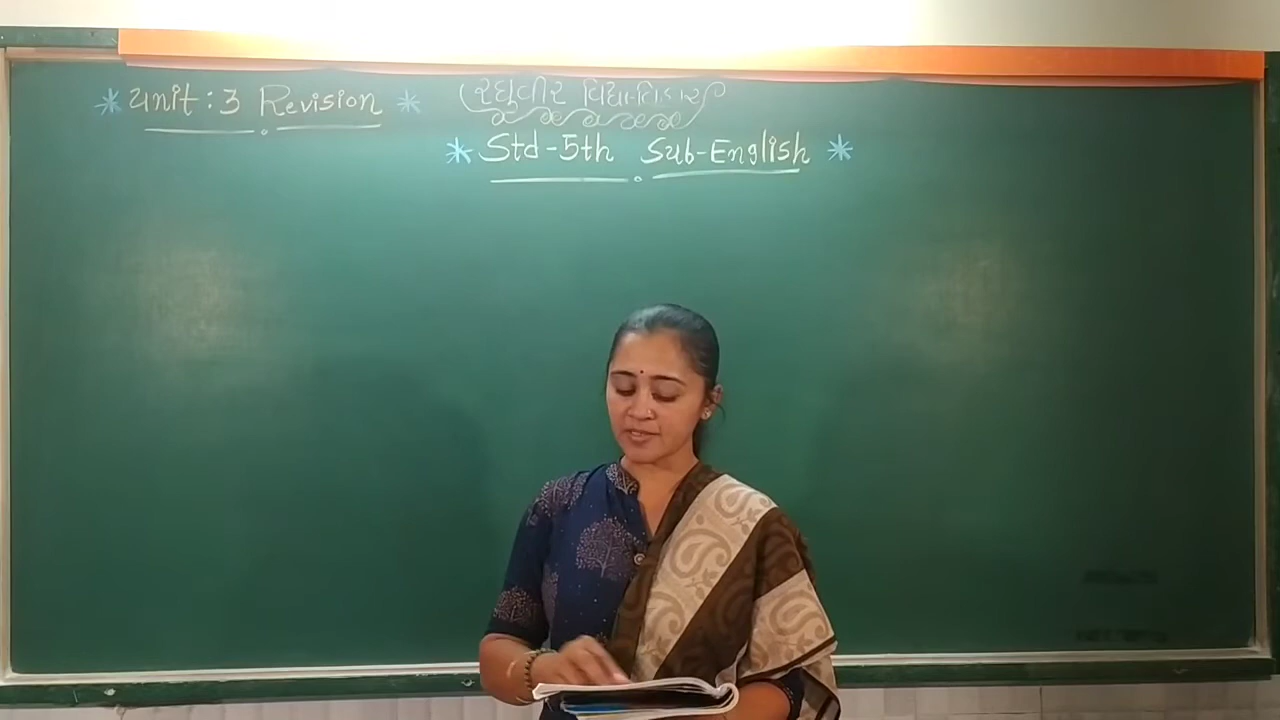 * Unit : 3 Revision *
રઘુવીર વિદ્યાવિહાર
* Std - 5th Sub - English *